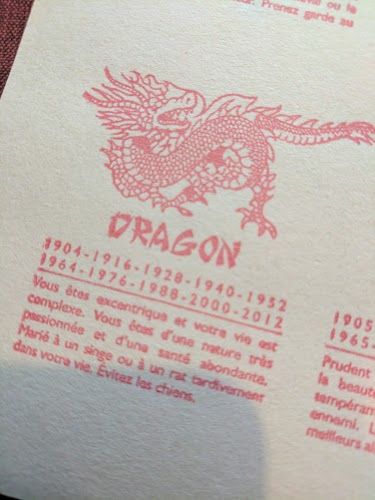 ou le
Prenez garde au
DRAGON
1904-1916-1928-1940-1952
1964-1976-1988-2000-2012
Vous êtes excentrique et votre vie est
complexe. Vous êtes d'une nature très
passionnée et d'une santé abondante.
Marié à un singe ou à un rat tardivement
dans votre vie. Évitez les chiens.
1905
1965
Prudent
la beauté
tempéram
ennemi. L
meilleurs al